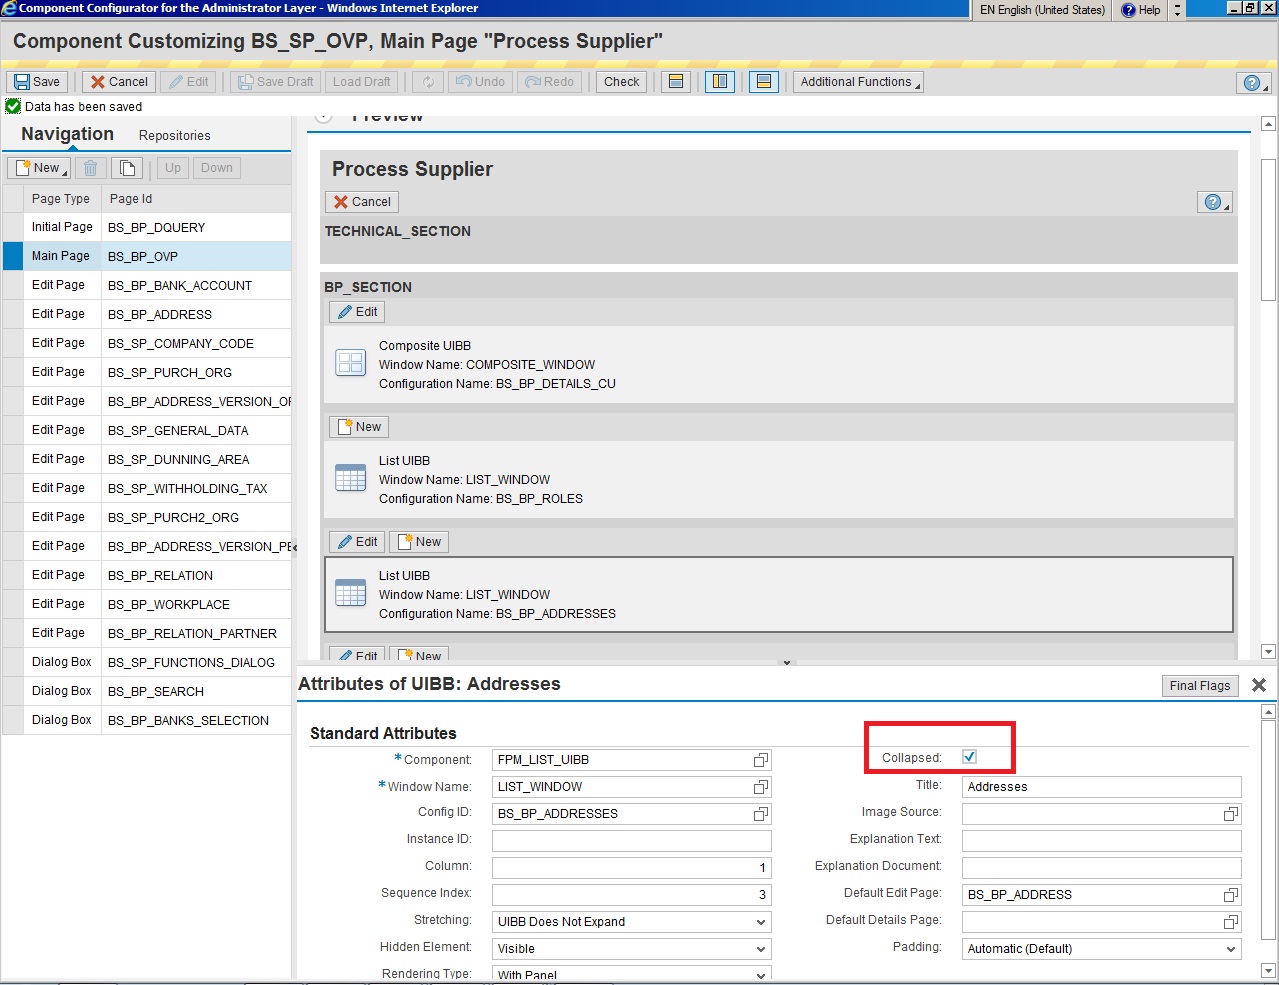 Component Configurator for the Administrator Layer - Windows Internet Explorer
EN English (United States) Help
Component Customizing BS_SP_OVP, Main Page "Process Supplier"
Save Cancel Edit Save Draft Load Draft Undo Redo Check Additional Functions
Data has been saved
Navigation Repositories
New Up Down
Page Type Page Id
Initial Page BS_BP_DQUERY
Main Page BS_BP_OVP
Edit Page BS_BP_BANK_ACCOUNT
Edit Page BS_BP_ADDRESS
Edit Page BS_SP_COMPANY_CODE
Edit Page BS_SP_PURCH_ORG
Edit Page BS_BP_ADDRESS_VERSION_OR
Edit Page BS_SP_GENERAL_DATA
Edit Page BS_SP_DUNNING_AREA
Edit Page BS_SP_WITHHOLDING_TAX
Edit Page BS_SP_PURCH2_ORG
Edit Page BS_BP_ADDRESS_VERSION_PE
Edit Page BS_BP_RELATION
Edit Page BS_BP_WORKPLACE
Edit Page BS_BP_RELATION_PARTNER
Dialog Box BS_SP_FUNCTIONS_DIALOG
Dialog Box BS_BP_SEARCH
Dialog Box BS_BP_BANKS_SELECTION
Preview
Process Supplier
Cancel
TECHNICAL_SECTION
BP_SECTION
Edit
Composite UIBB
Window Name: COMPOSITE_WINDOW
Configuration Name: BS_BP_DETAILS_CU
New
List UIBB
Window Name: LIST_WINDOW
Configuration Name: BS_BP_ROLES
Edit New
List UIBB
Window Name: LIST_WINDOW
Configuration Name: BS_BP_ADDRESSES
Edit New
Attributes of UIBB: Addresses Final Flags
Standard Attributes
*Component: FPM_LIST_UIBB
*Window Name: LIST_WINDOW
Config ID: BS_BP_ADDRESSES
Instance ID:
Column: 1
Sequence Index: 3
Stretching: UIBB Does Not Expand
Hidden Element: Visible
Rendering Type: With Panel
Collapsed:
Title: Addresses
Image Source:
Explanation Text:
Explanation Document:
Default Edit Page: BS_BP_ADDRESS
Default Details Page:
Padding: Automatic (Default)